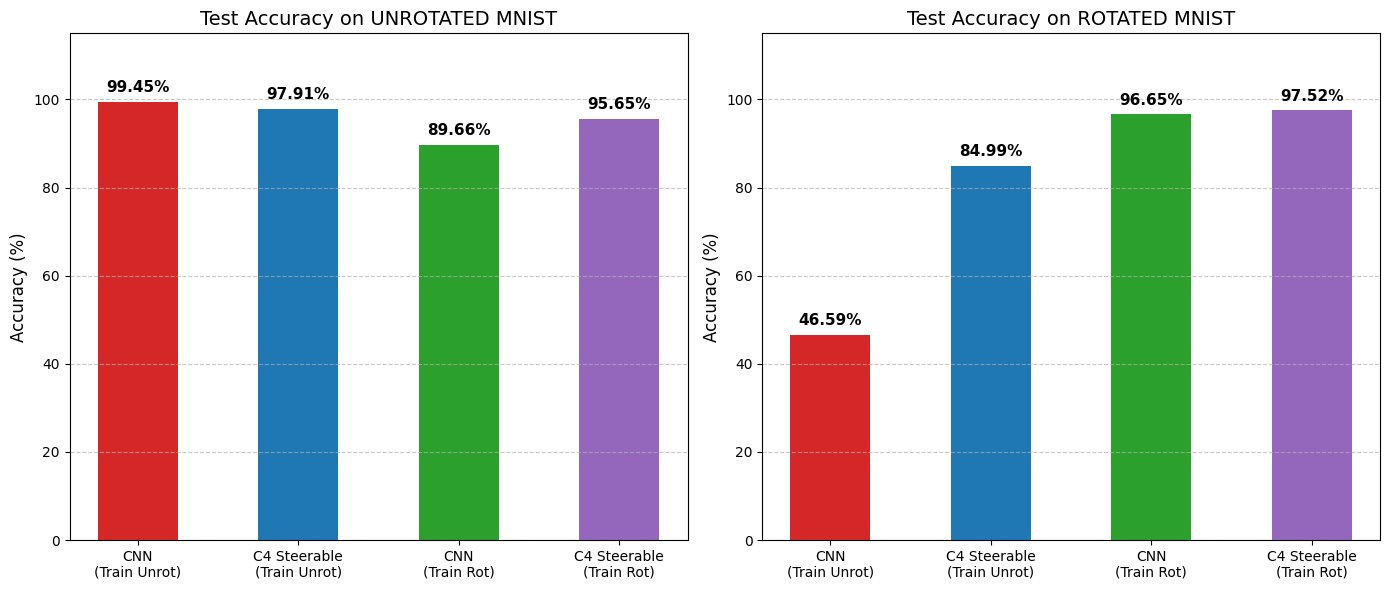 Test Accuracy on UNROTATED MNIST
Accuracy (%)
100
80
60
40
20
0
99.45%
97.91%
89.66%
95.65%
CNN
(Train Unrot)
C4 Steerable
(Train Unrot)
CNN
(Train Rot)
C4 Steerable
(Train Rot)
Test Accuracy on ROTATED MNIST
Accuracy (%)
100
80
60
40
20
0
46.59%
84.99%
96.65%
97.52%
CNN
(Train Unrot)
C4 Steerable
(Train Unrot)
CNN
(Train Rot)
C4 Steerable
(Train Rot)